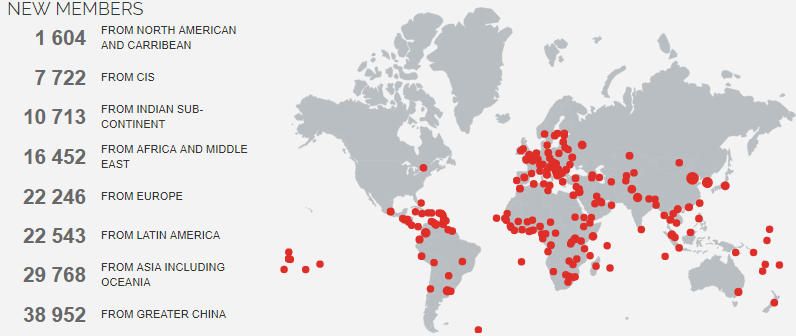 NEW MEMBERS
1 604 FROM NORTH AMERICAN
AND CARRIBEAN
7 722 FROM CIS
10 713 FROM INDIAN SUB-
CONTINENT
16 452 FROM AFRICA AND MIDDLE
EAST
22 246 FROM EUROPE
22 543 FROM LATIN AMERICA
29 768 FROM ASIA INCLUDING
OCEANIA
38 952 FROM GREATER CHINA